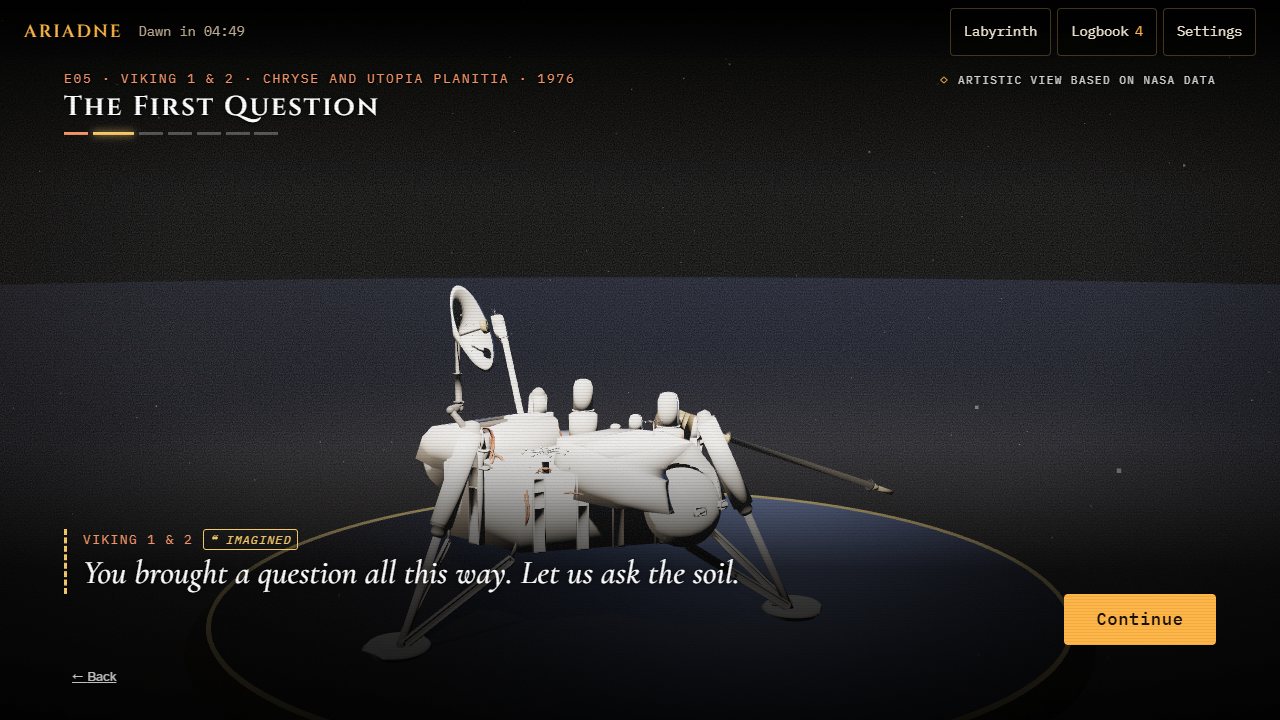 ARIADNE Dawn in 04:49 Labyrinth Logbook 4 Settings
E05 · VIKING 1 & 2 · CHRYSE AND UTOPIA PLANITIA · 1976
◇ ARTISTIC VIEW BASED ON NASA DATA
The First Question
VIKING 1 & 2 ❝ IMAGINED
You brought a question all this way. Let us ask the soil.
Continue
← Back